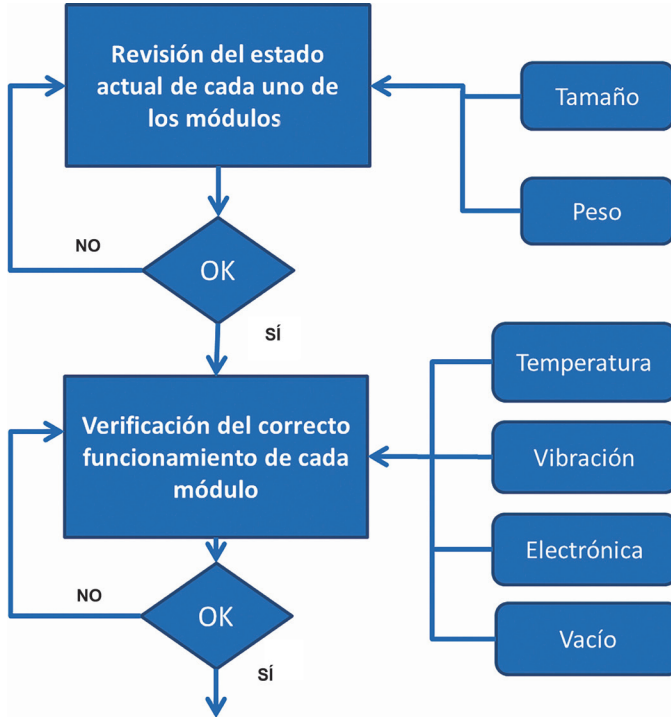 Revisión del estado
actual de cada uno de
los módulos
Tamaño
Peso
NO
OK
SÍ
Temperatura
Verificación del correcto
funcionamiento de cada
módulo
Vibración
Electrónica
NO
OK
Vacío
SÍ